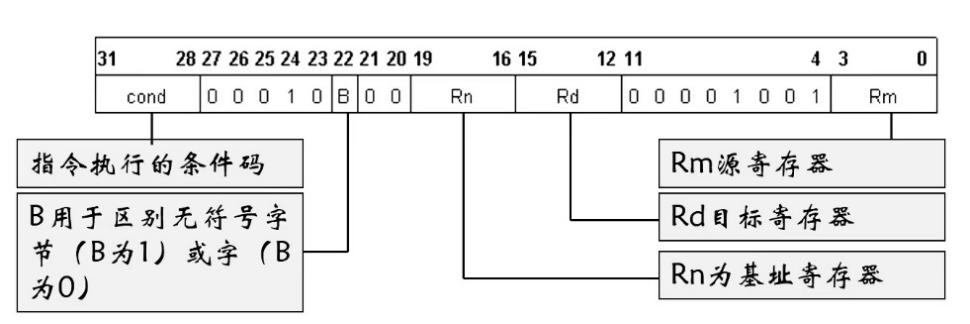 31 28 27 26 25 24 23 22 21 20 19 16 15 12 11 4 3 0
cond 0 0 0 1 0 B 0 0 Rn Rd 0 0 0 0 1 0 0 1 Rm
指令执行的条件码
B用于区别无符号字
节（B为1）或字（B
为0）
Rm源寄存器
Rd目标寄存器
Rn为基址寄存器